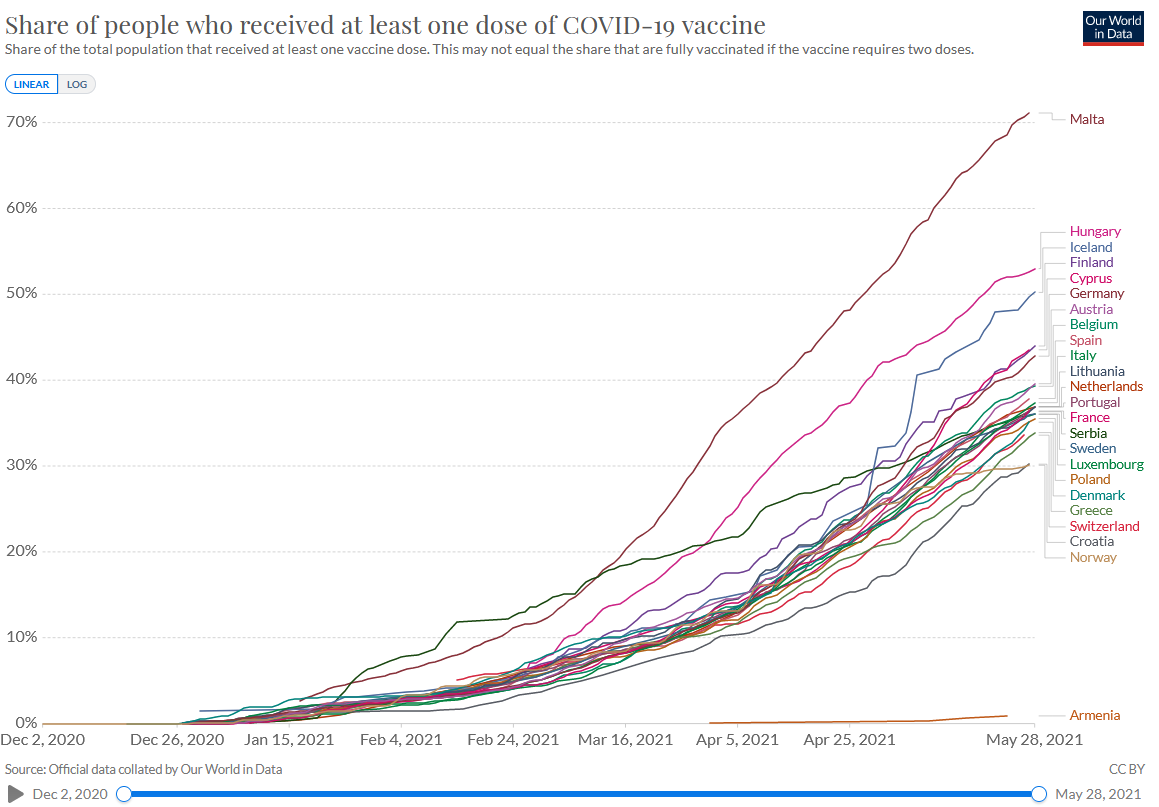 Share of people who received at least one dose of COVID-19 vaccine
Share of the total population that received at least one vaccine dose. This may not equal the share that are fully vaccinated if the vaccine requires two doses.
Our World
in Data
LINEAR LOG
70%
60%
50%
40%
30%
20%
10%
0%
Malta
Hungary
Iceland
Finland
Cyprus
Germany
Austria
Belgium
Spain
Italy
Lithuania
Netherlands
Portugal
France
Serbia
Sweden
Luxembourg
Poland
Denmark
Greece
Switzerland
Croatia
Norway
Armenia
Dec 2, 2020 Dec 26, 2020 Jan 15, 2021 Feb 4, 2021 Feb 24, 2021 Mar 16, 2021 Apr 5, 2021 Apr 25, 2021 May 28, 2021
Source: Official data collated by Our World in Data CC BY
Dec 2, 2020 May 28, 2021